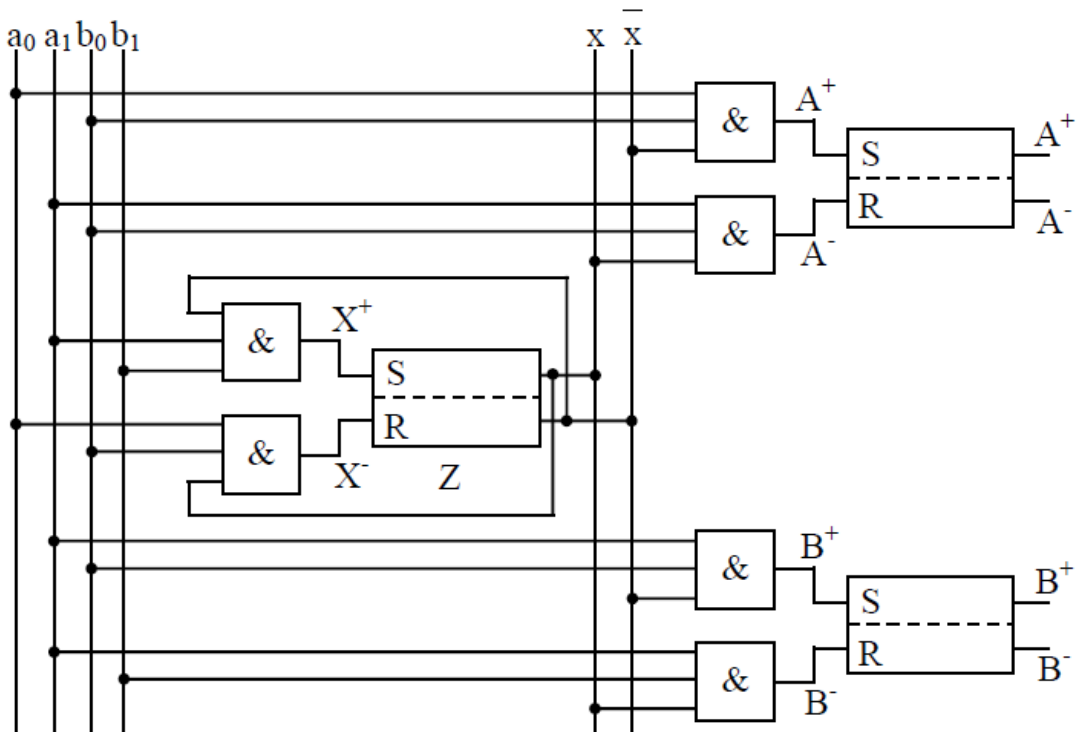 a₀ a₁ b₀ b₁ x x̅
& A⁺ S A⁺
& A⁻ R A⁻
& X⁺ S
& X⁻ R Z
& B⁺ S B⁺
& B⁻ R B⁻